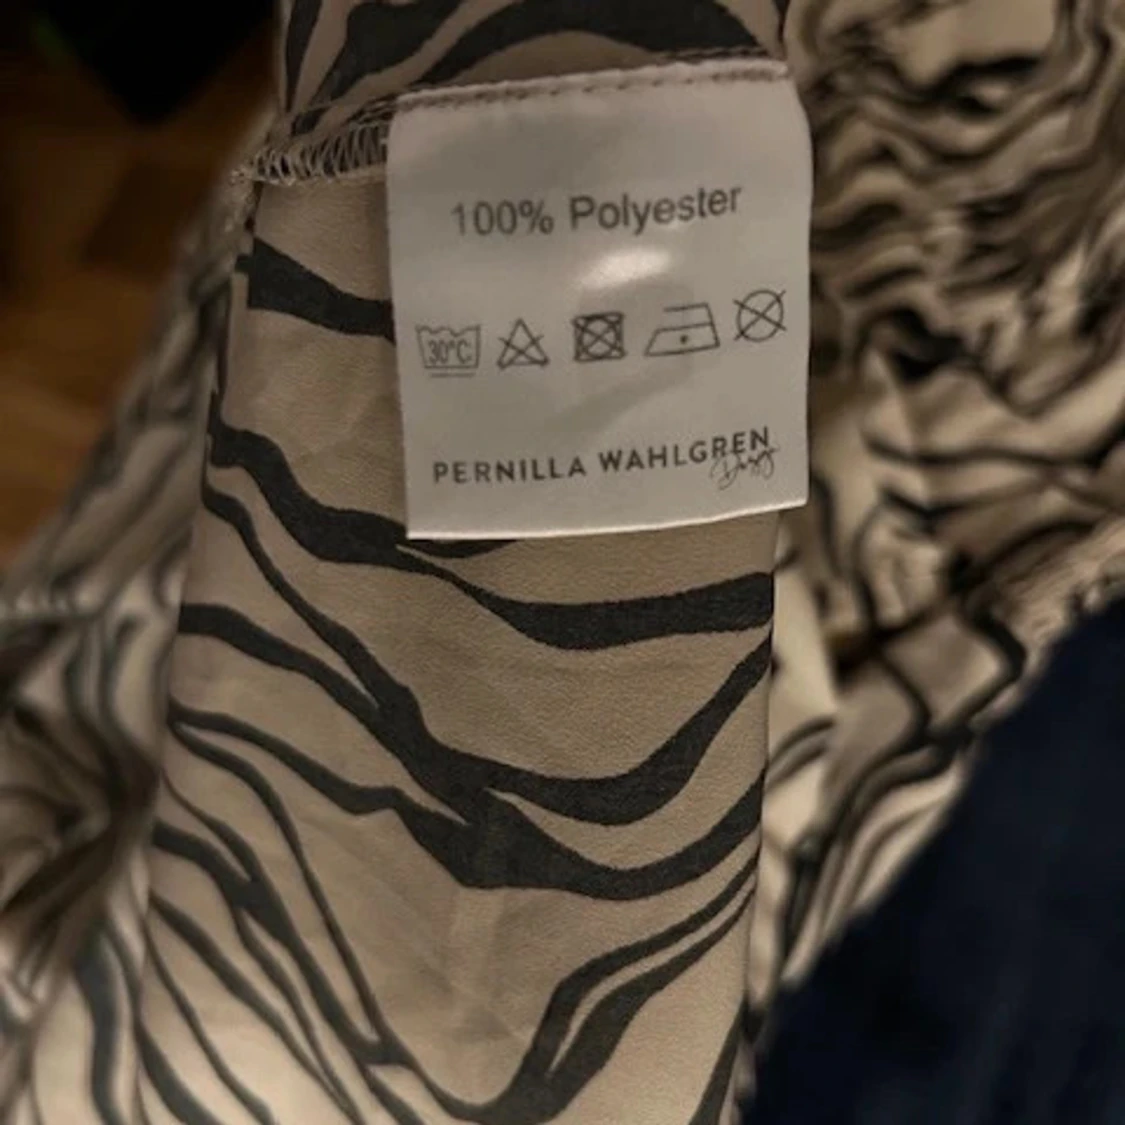 100% Polyester
30°C
PERNILLA WAHLGREN